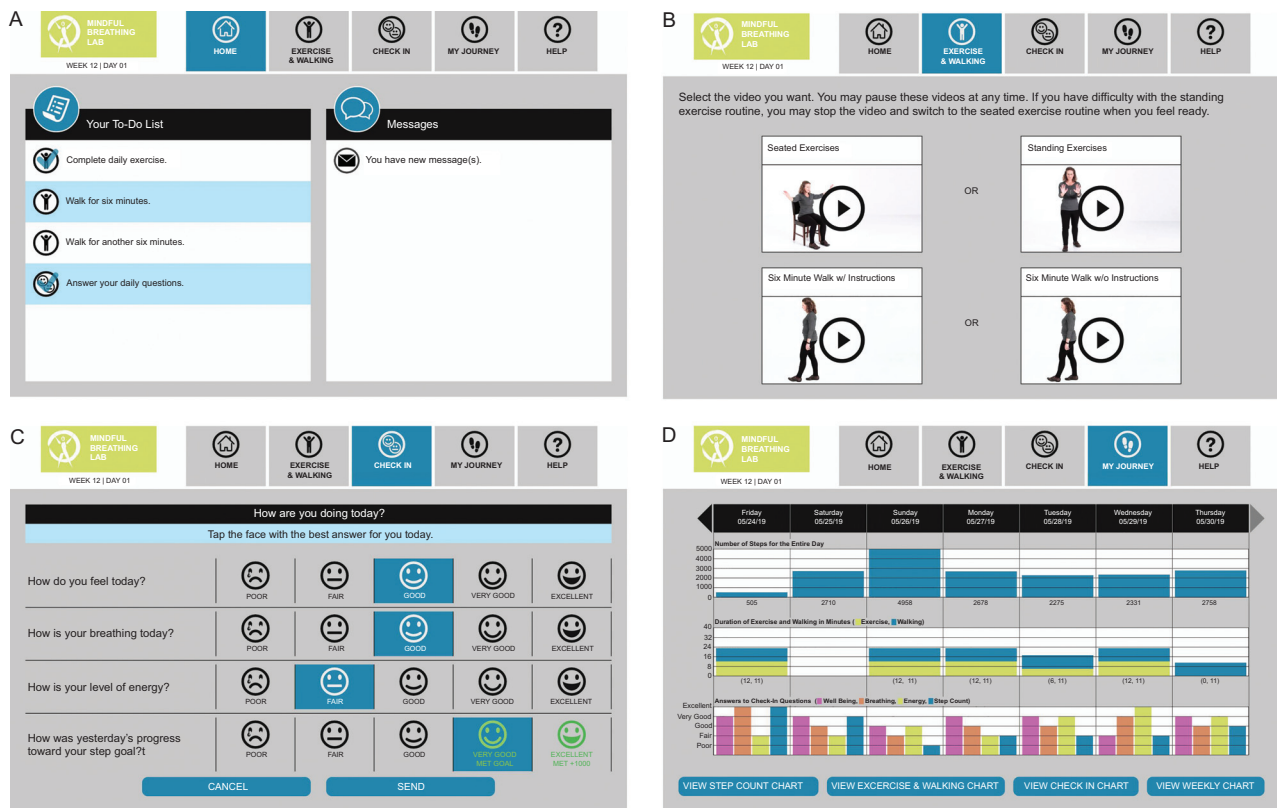 A
MINDFUL
BREATHING
LAB
WEEK 12 | DAY 01
HOME
EXERCISE
& WALKING
CHECK IN
MY JOURNEY
HELP
Your To-Do List
Complete daily exercise.
Walk for six minutes.
Walk for another six minutes.
Answer your daily questions.
Messages
You have new message(s).
B
MINDFUL
BREATHING
LAB
WEEK 12 | DAY 01
HOME
EXERCISE
& WALKING
CHECK IN
MY JOURNEY
HELP
Select the video you want. You may pause these videos at any time. If you have difficulty with the standing
exercise routine, you may stop the video and switch to the seated exercise routine when you feel ready.
Seated Exercises
OR
Standing Exercises
Six Minute Walk w/ Instructions
OR
Six Minute Walk w/o Instructions
C
MINDFUL
BREATHING
LAB
WEEK 12 | DAY 01
HOME
EXERCISE
& WALKING
CHECK IN
MY JOURNEY
HELP
How are you doing today?
Tap the face with the best answer for you today.
How do you feel today?
POOR FAIR GOOD VERY GOOD EXCELLENT
How is your breathing today?
POOR FAIR GOOD VERY GOOD EXCELLENT
How is your level of energy?
POOR FAIR GOOD VERY GOOD EXCELLENT
How was yesterday's progress
toward your step goal?t
POOR FAIR GOOD VERY GOOD EXCELLENT
MET GOAL MET +1000
CANCEL SEND
D
MINDFUL
BREATHING
LAB
WEEK 12 | DAY 01
HOME
EXERCISE
& WALKING
CHECK IN
MY JOURNEY
HELP
Friday Saturday Sunday Monday Tuesday Wednesday Thursday
05/24/19 05/25/19 05/26/19 05/27/19 05/28/19 05/29/19 05/30/19
Number of Steps for the Entire Day
5000
4000
3000
2000
1000
0
505 2710 4958 2678 2275 2331 2758
Duration of Exercise and Walking in Minutes ( Exercise, Walking)
40
32
24
16
8
0
(12, 11) (12, 11) (12, 11) (6, 11) (12, 11) (0, 11)
Answers to Check-In Questions ( Well Being, Breathing, Energy, Step Count)
Excellent
Very Good
Good
Fair
Poor
VIEW STEP COUNT CHART VIEW EXCERCISE & WALKING CHART VIEW CHECK IN CHART VIEW WEEKLY CHART